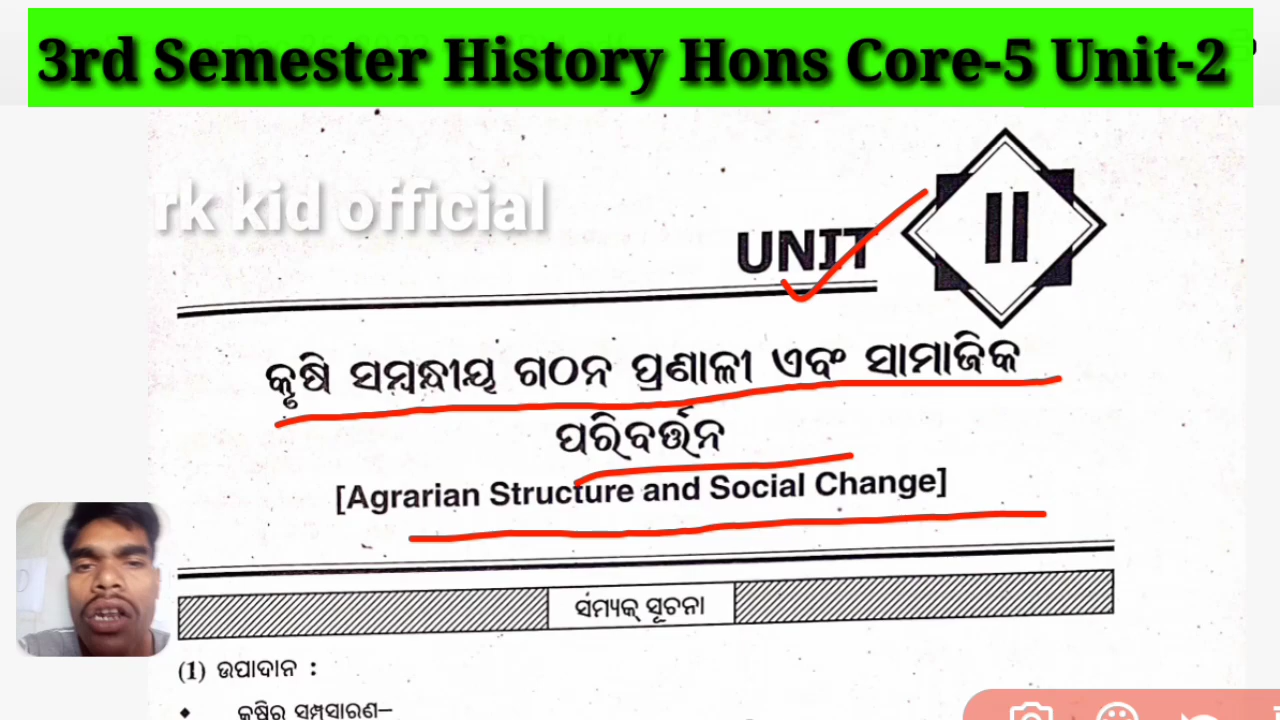 3rd Semester History Hons Core-5 Unit-2
rk kid official
UNIT II
କୃଷି ସମ୍ବନ୍ଧୀୟ ଗଠନ ପ୍ରଣାଳୀ ଏବଂ ସାମାଜିକ
ପରିବର୍ତ୍ତନ
[Agrarian Structure and Social Change]
ସମ୍ୟକ୍ ସୂଚନା
(1) ଉପାଦାନ :
◆ କୃଷିର ସମ୍ପ୍ରସାରଣ–